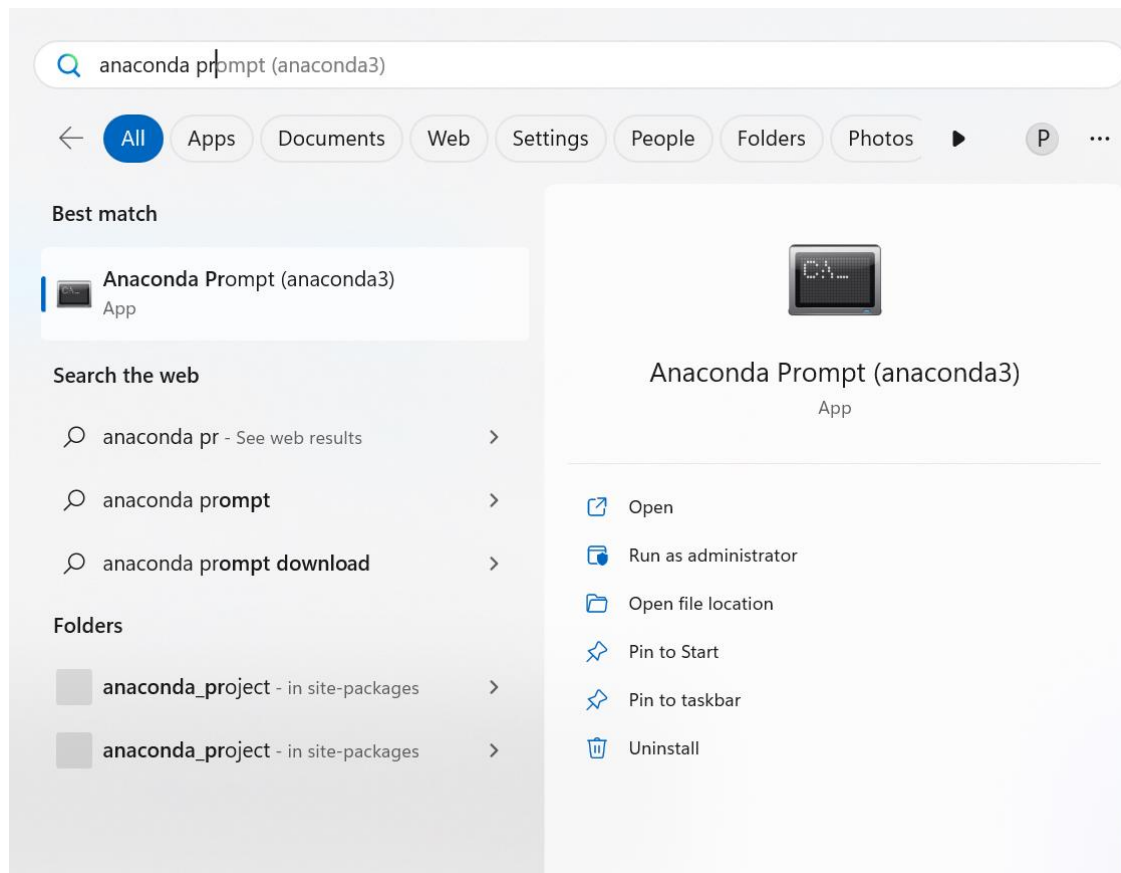 anaconda prompt (anaconda3)
All Apps Documents Web Settings People Folders Photos P ...
Best match
Anaconda Prompt (anaconda3)
App
Search the web
anaconda pr - See web results
anaconda prompt
anaconda prompt download
Folders
anaconda_project - in site-packages
anaconda_project - in site-packages
C:\_
Anaconda Prompt (anaconda3)
App
Open
Run as administrator
Open file location
Pin to Start
Pin to taskbar
Uninstall